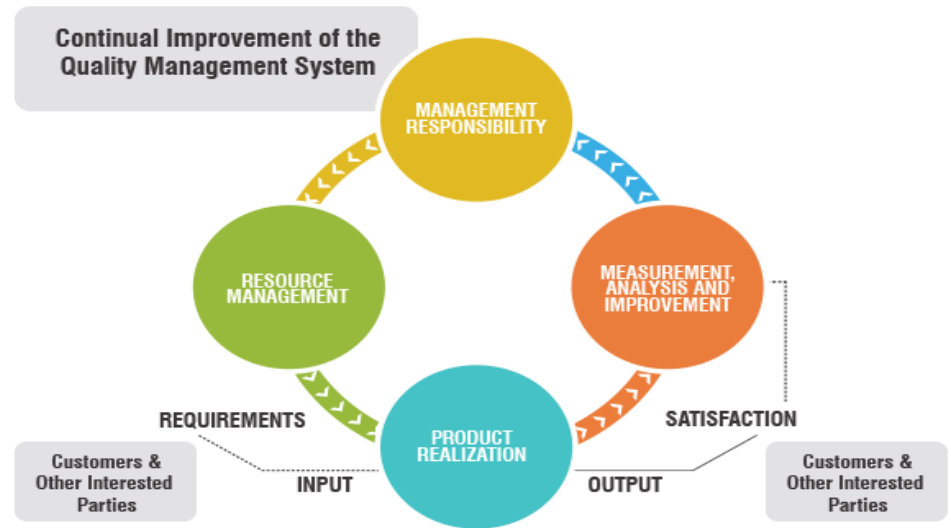 Continual Improvement of the
Quality Management System
MANAGEMENT
RESPONSIBILITY
RESOURCE
MANAGEMENT
MEASUREMENT,
ANALYSIS AND
IMPROVEMENT
REQUIREMENTS
SATISFACTION
PRODUCT
REALIZATION
Customers &
Other Interested
Parties
INPUT
OUTPUT
Customers &
Other Interested
Parties